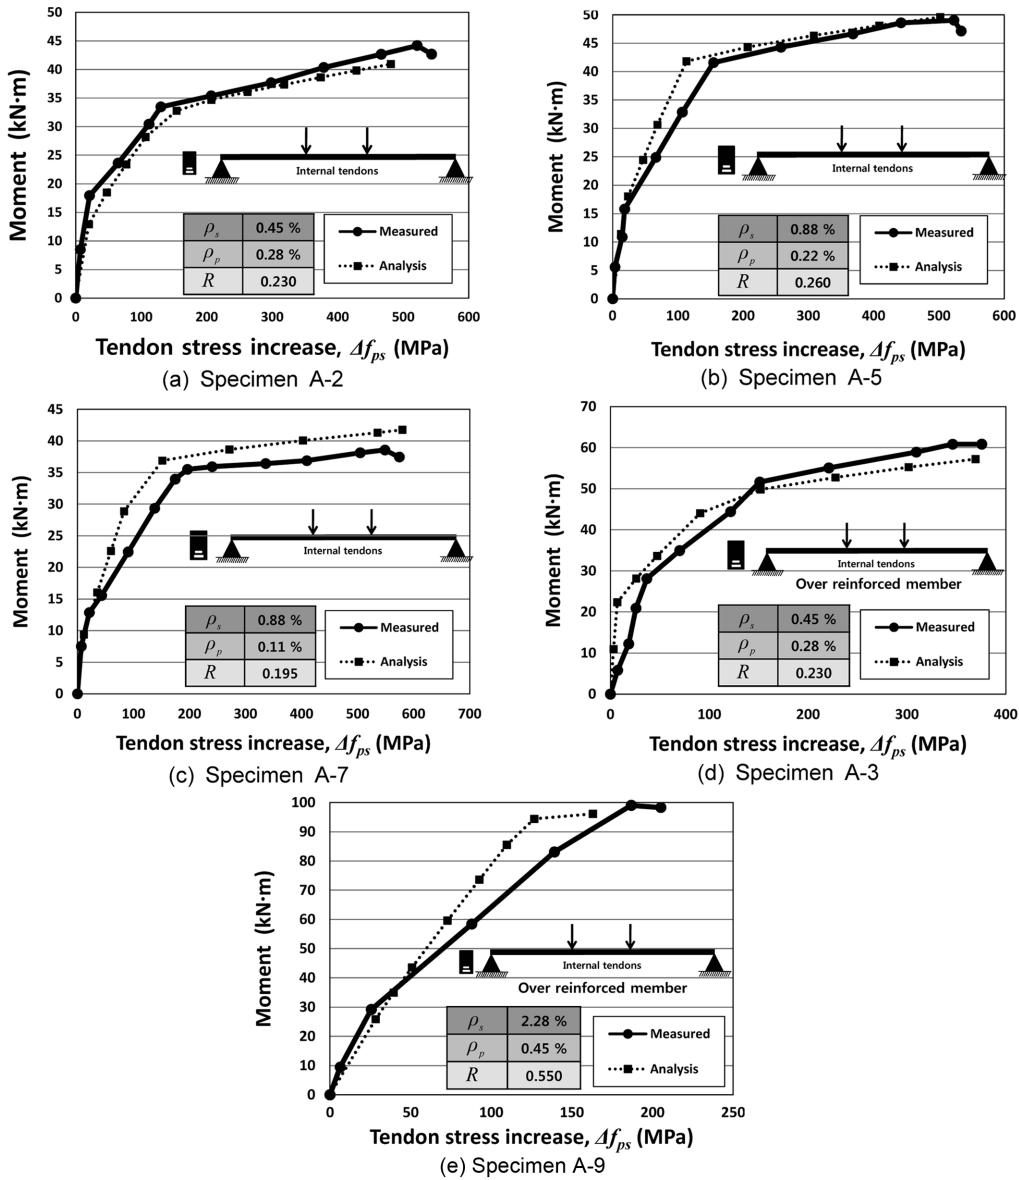 50
45
40
35
30
25
20
15
10
5
0
0 100 200 300 400 500 600
Moment (kN·m)
Internal tendons
ρs 0.45 %
ρp 0.28 %
R 0.230
Measured
Analysis
Tendon stress increase, Δfps (MPa)
(a) Specimen A-2
50
45
40
35
30
25
20
15
10
5
0
0 100 200 300 400 500 600
Moment (kN·m)
Internal tendons
ρs 0.88 %
ρp 0.22 %
R 0.260
Measured
Analysis
Tendon stress increase, Δfps (MPa)
(b) Specimen A-5
45
40
35
30
25
20
15
10
5
0
0 100 200 300 400 500 600 700
Moment (kN·m)
Internal tendons
ρs 0.88 %
ρp 0.11 %
R 0.195
Measured
Analysis
Tendon stress increase, Δfps (MPa)
(c) Specimen A-7
70
60
50
40
30
20
10
0
0 100 200 300 400
Moment (kN·m)
Internal tendons
Over reinforced member
ρs 0.45 %
ρp 0.28 %
R 0.230
Measured
Analysis
Tendon stress increase, Δfps (MPa)
(d) Specimen A-3
100
90
80
70
60
50
40
30
20
10
0
0 50 100 150 200 250
Moment (kN·m)
Internal tendons
Over reinforced member
ρs 2.28 %
ρp 0.45 %
R 0.550
Measured
Analysis
Tendon stress increase, Δfps (MPa)
(e) Specimen A-9